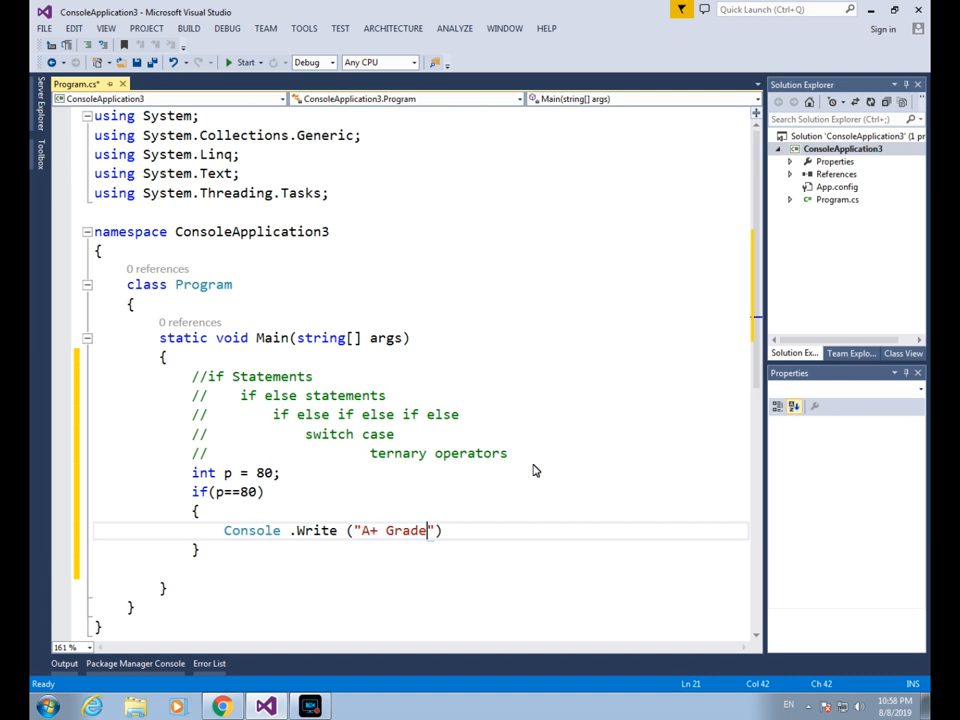 ConsoleApplication3 - Microsoft Visual Studio
Quick Launch (Ctrl+Q)
FILE EDIT VIEW PROJECT BUILD DEBUG TEAM TOOLS TEST ARCHITECTURE ANALYZE WINDOW HELP
Sign in
Start Debug Any CPU
Program.cs*
Solution Explorer
ConsoleApplication3 ConsoleApplication3.Program Main(string[] args)
Server Explorer
Toolbox
Search Solution Explorer (Ctrl+;)
Solution 'ConsoleApplication3' (1 pr
ConsoleApplication3
Properties
References
App.config
Program.cs
Solution Ex... Team Explo... Class View
Properties
using System;
using System.Collections.Generic;
using System.Linq;
using System.Text;
using System.Threading.Tasks;
namespace ConsoleApplication3
{
0 references
class Program
{
0 references
static void Main(string[] args)
{
//if Statements
// if else statements
// if else if else if else
// switch case
// ternary operators
int p = 80;
if(p==80)
{
Console .Write ("A+ Grade")
}
}
}
}
161 %
Output Package Manager Console Error List
Ready Ln 21 Col 42 Ch 42 INS
EN 10:58 PM
8/8/2019